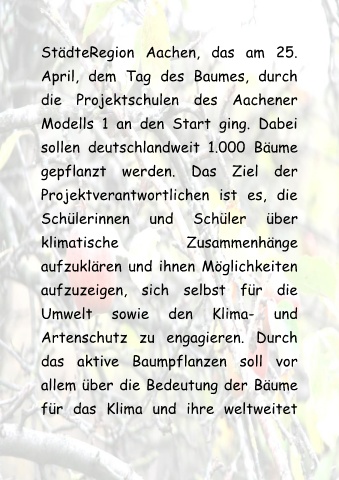 StädteRegion Aachen, das am 25.
April, dem Tag des Baumes, durch
die Projektschulen des Aachener
Modells 1 an den Start ging. Dabei
sollen deutschlandweit 1.000 Bäume
gepflanzt werden. Das Ziel der
Projektverantwortlichen ist es, die
Schülerinnen und Schüler über
klimatische Zusammenhänge
aufzuklären und ihnen Möglichkeiten
aufzuzeigen, sich selbst für die
Umwelt sowie den Klima- und
Artenschutz zu engagieren. Durch
das aktive Baumpflanzen soll vor
allem über die Bedeutung der Bäume
für das Klima und ihre weltweitet